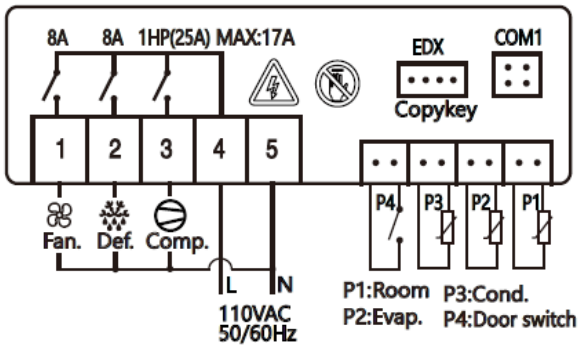 8A 8A 1HP(25A) MAX:17A
EDX
COM1
Copykey
1 2 3 4 5
P4 P3 P2 P1
Fan. Def. Comp.
L N
110VAC
50/60Hz
P1:Room P3:Cond.
P2:Evap. P4:Door switch